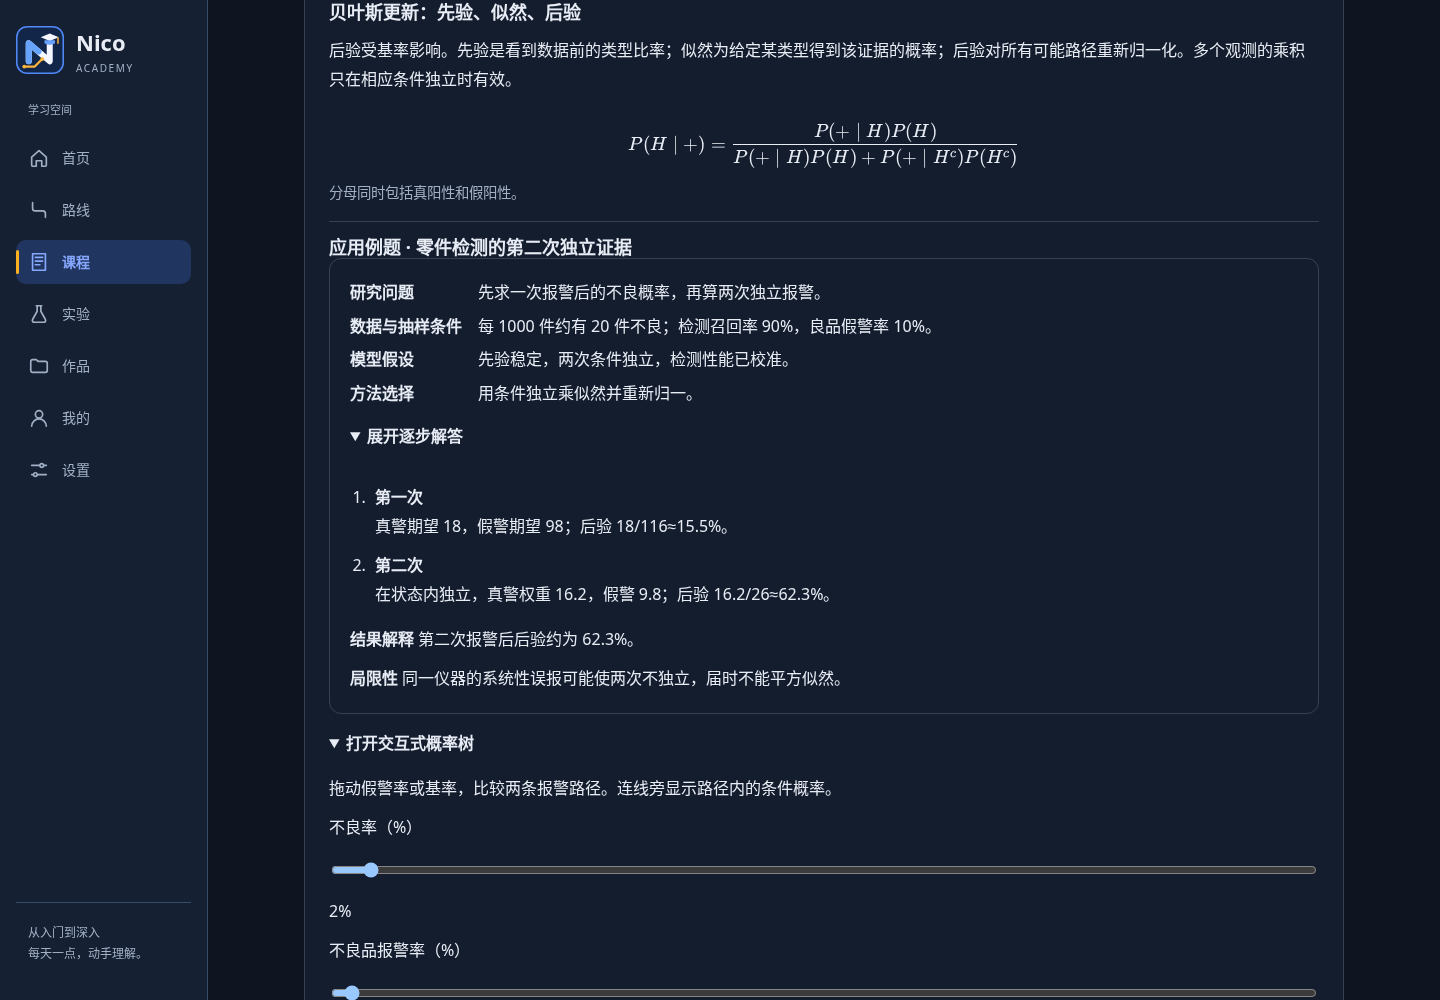 Nico
ACADEMY
学习空间
首页
路线
课程
实验
作品
我的
设置
从入门到深入
每天一点，动手理解。
贝叶斯更新：先验、似然、后验
后验受基率影响。先验是看到数据前的类型比率；似然为给定某类型得到该证据的概率；后验对所有可能路径重新归一化。多个观测的乘积
只在相应条件独立时有效。
P(H | +) = P(+ | H)P(H) / P(+ | H)P(H) + P(+ | Hᶜ)P(Hᶜ)
分母同时包括真阳性和假阳性。
应用例题 · 零件检测的第二次独立证据
研究问题 先求一次报警后的不良概率，再算两次独立报警。
数据与抽样条件 每 1000 件约有 20 件不良；检测召回率 90%，良品假警率 10%。
模型假设 先验稳定，两次条件独立，检测性能已校准。
方法选择 用条件独立乘似然并重新归一。
▼ 展开逐步解答
1. 第一次
真警期望 18，假警期望 98；后验 18/116≈15.5%。
2. 第二次
在状态内独立，真警权重 16.2，假警 9.8；后验 16.2/26≈62.3%。
结果解释 第二次报警后后验约为 62.3%。
局限性 同一仪器的系统性误报可能使两次不独立，届时不能平方似然。
▼ 打开交互式概率树
拖动假警率或基率，比较两条报警路径。连线旁显示路径内的条件概率。
不良率（%）
2%
不良品报警率（%）